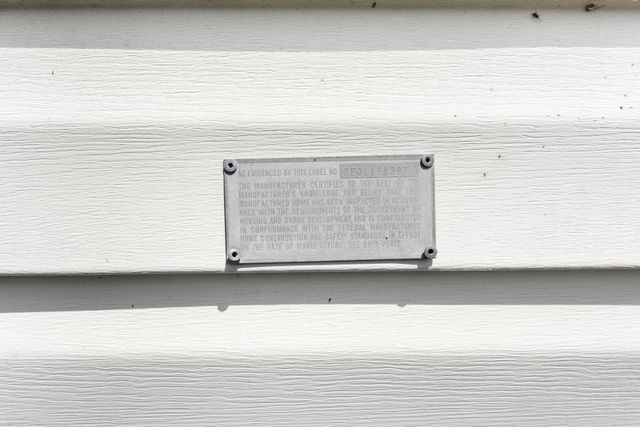 AS EVIDENCED BY THIS LABEL NO.
THE MANUFACTURER CERTIFIES TO THE BEST OF THE
MANUFACTURER'S KNOWLEDGE AND BELIEF THAT THIS
MANUFACTURED HOME HAS BEEN INSPECTED IN ACCORD-
ANCE WITH THE REQUIREMENTS OF THE DEPARTMENT OF
HOUSING AND URBAN DEVELOPMENT AND IS CONSTRUCTED
IN CONFORMANCE WITH THE FEDERAL MANUFACTURED
HOME CONSTRUCTION AND SAFETY STANDARDS IN EFFECT
ON THE DATE OF MANUFACTURE. SEE DATA PLATE.